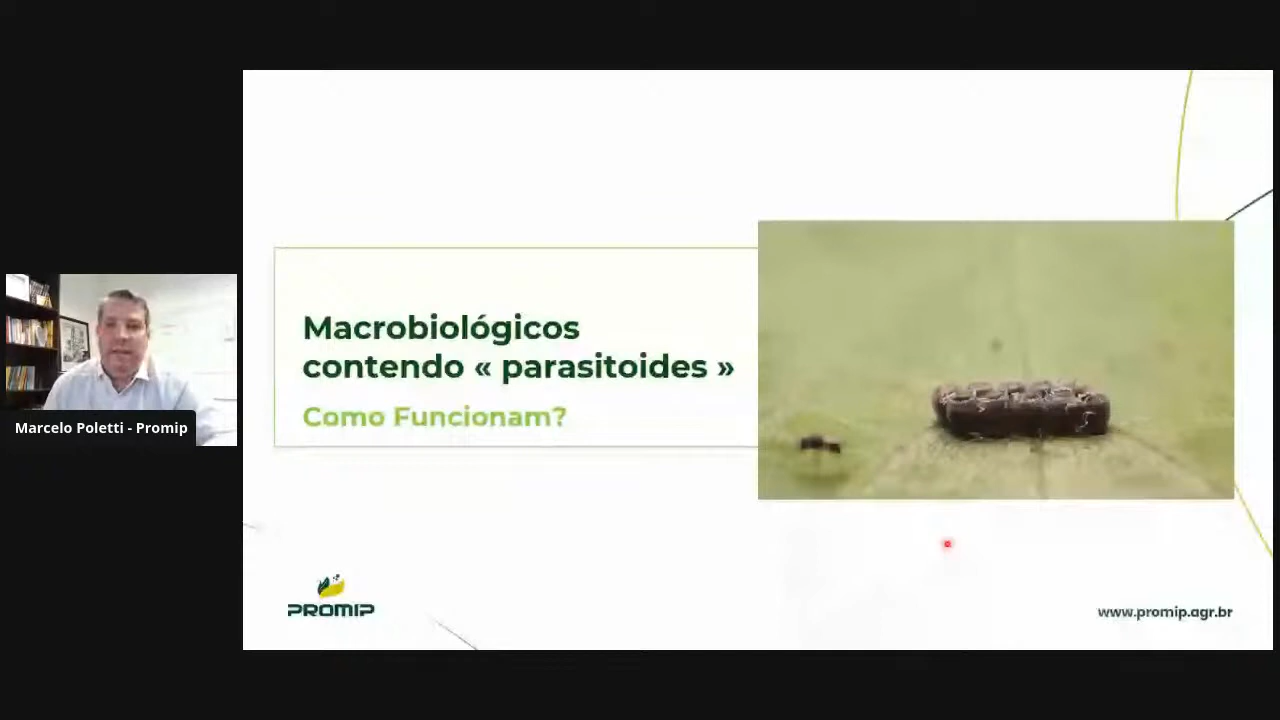 Macrobiológicos
contendo « parasitoides »
Como Funcionam?
Marcelo Poletti - Promip
PROMIP
www.promip.agr.br